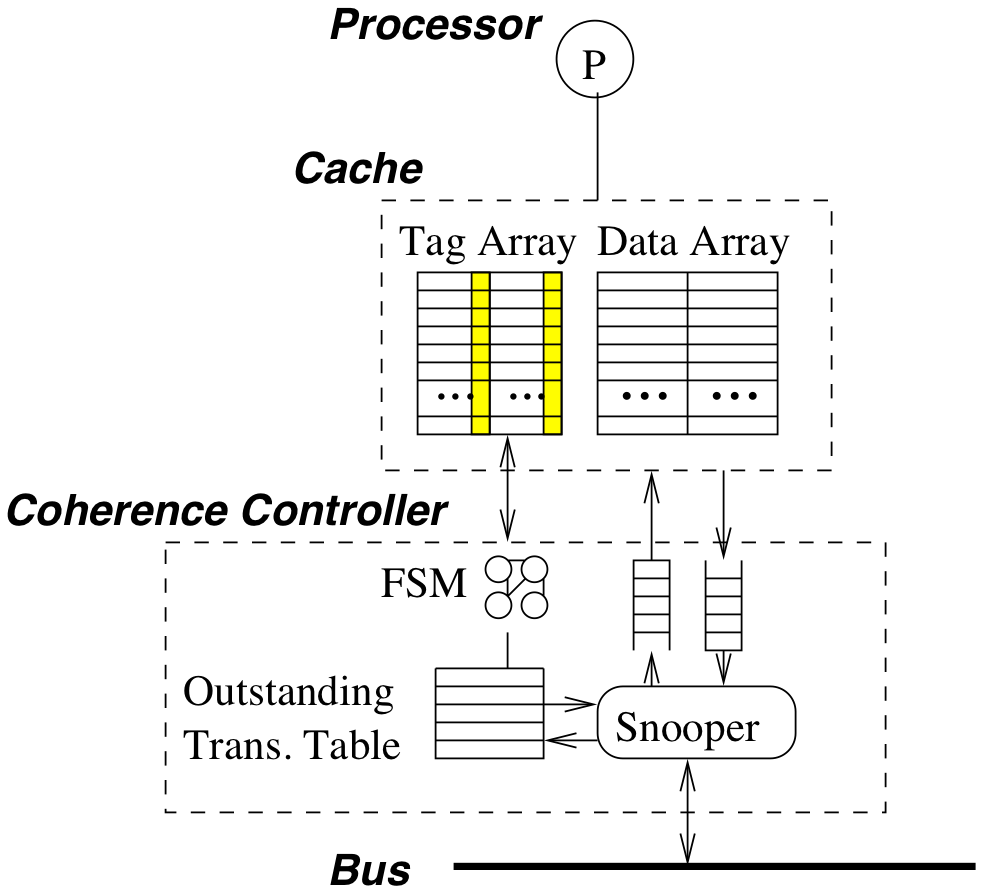 Processor
P
Cache
Tag Array Data Array
... ... ... ...
Coherence Controller
FSM
Outstanding
Trans. Table
Snooper
Bus